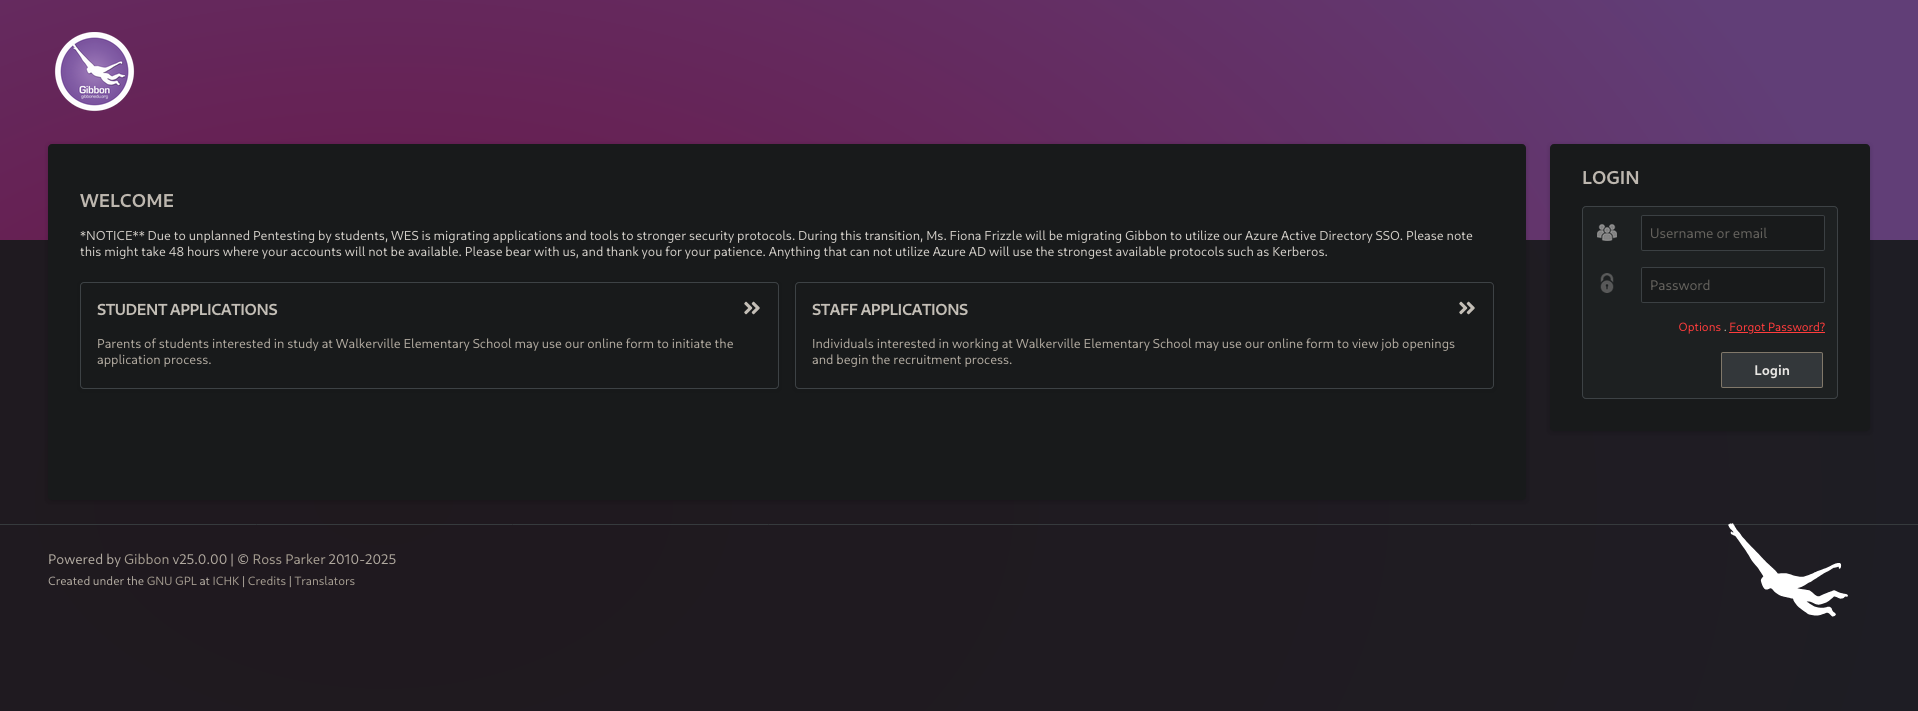 Gibbon
gibbonedu.org
WELCOME
*NOTICE** Due to unplanned Pentesting by students, WES is migrating applications and tools to stronger security protocols. During this transition, Ms. Fiona Frizzle will be migrating Gibbon to utilize our Azure Active Directory SSO. Please note
this might take 48 hours where your accounts will not be available. Please bear with us, and thank you for your patience. Anything that can not utilize Azure AD will use the strongest available protocols such as Kerberos.
STUDENT APPLICATIONS
Parents of students interested in study at Walkerville Elementary School may use our online form to initiate the
application process.
STAFF APPLICATIONS
Individuals interested in working at Walkerville Elementary School may use our online form to view job openings
and begin the recruitment process.
LOGIN
Username or email
Password
Options . Forgot Password?
Login
Powered by Gibbon v25.0.00 | © Ross Parker 2010-2025
Created under the GNU GPL at ICHK | Credits | Translators